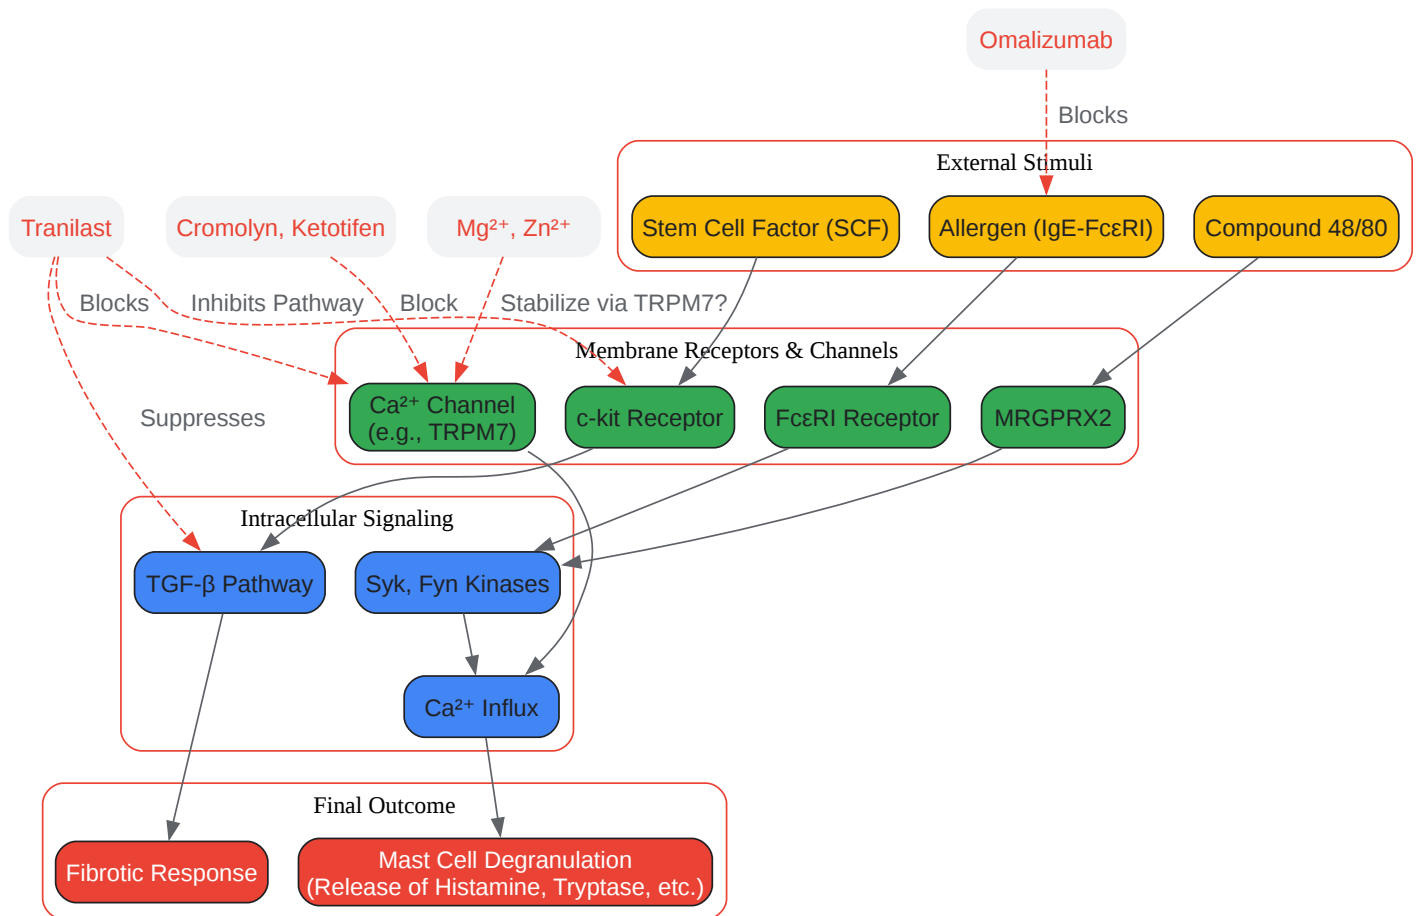 Omalizumab
Blocks
External Stimuli
Tranilast
Cromolyn, Ketotifen
Mg²⁺, Zn²⁺
Stem Cell Factor (SCF)
Allergen (IgE-FcεRI)
Compound 48/80
Blocks
Inhibits Pathway
Block
Stabilize via TRPM7?
Membrane Receptors & Channels
Ca²⁺ Channel
(e.g., TRPM7)
c-kit Receptor
FcεRI Receptor
MRGPRX2
Suppresses
Intracellular Signaling
TGF-β Pathway
Syk, Fyn Kinases
Ca²⁺ Influx
Final Outcome
Fibrotic Response
Mast Cell Degranulation
(Release of Histamine, Tryptase, etc.)